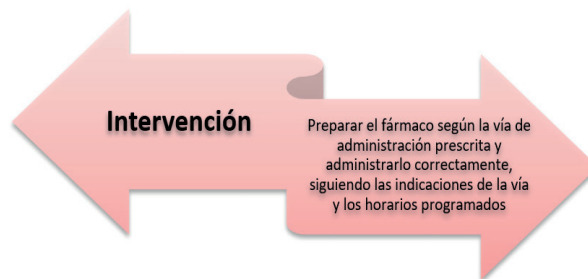 Intervención
Preparar el fármaco según la vía de
administración prescrita y
administrarlo correctamente,
siguiendo las indicaciones de la vía
y los horarios programados